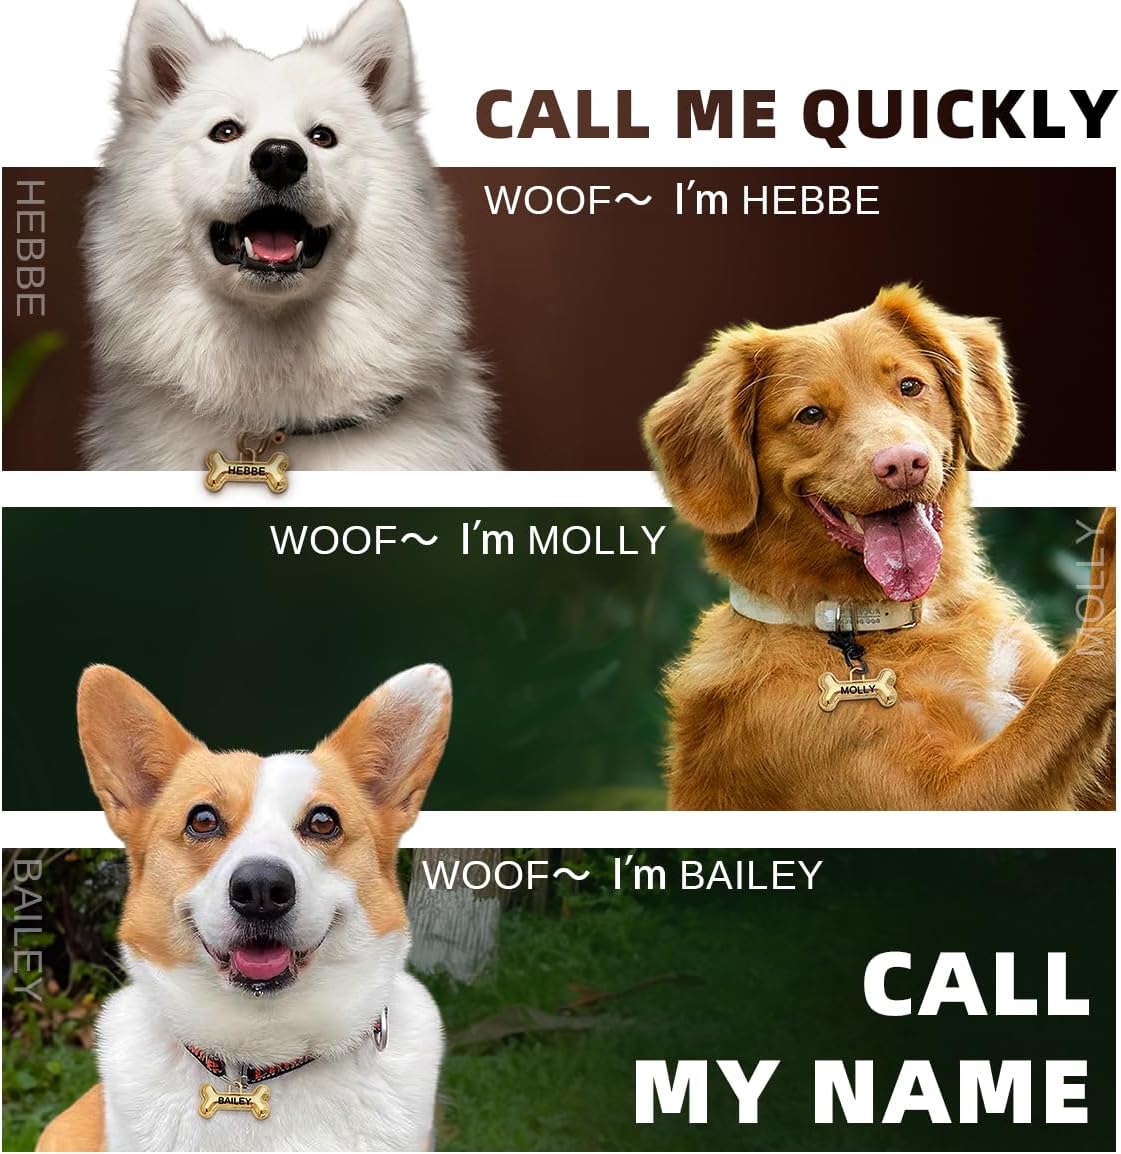 CALL ME QUICKLY
HEBBE
WOOF～ I'm HEBBE
HEBBE
WOOF～ I'm MOLLY
MOLLY
MOLLY
BAILEY
WOOF～ I'm BAILEY
CALL
MY NAME
BAILEY